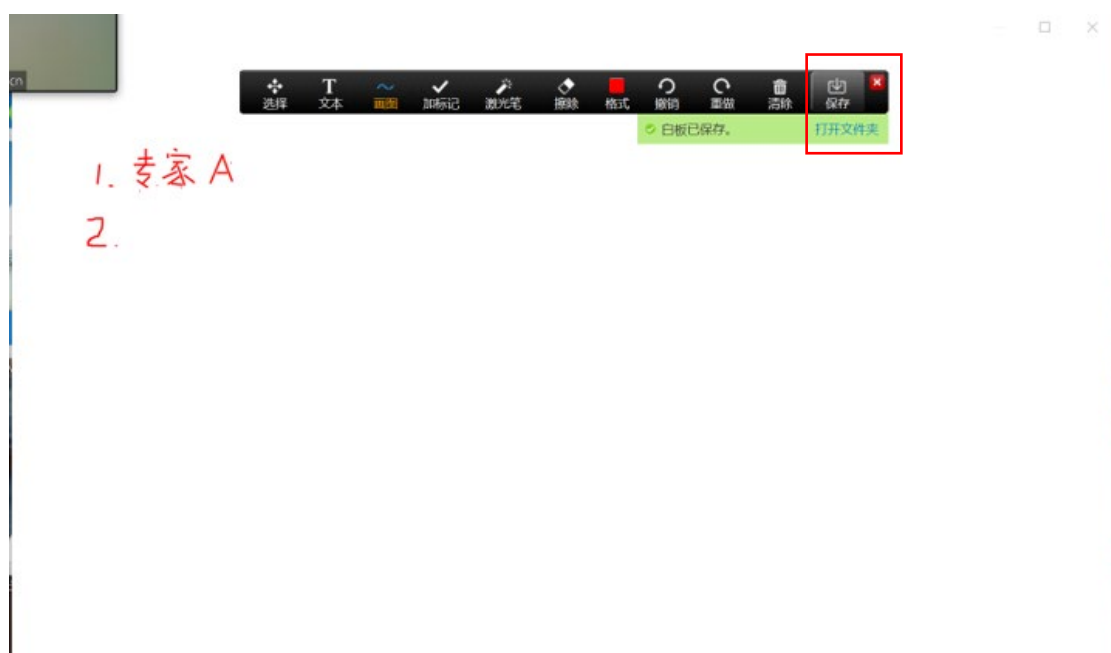 cn
选择 文本 画图 加标记 激光笔 擦除 格式 撤销 重做 清除 保存
白板已保存。 打开文件夹
1. 专家 A
2.